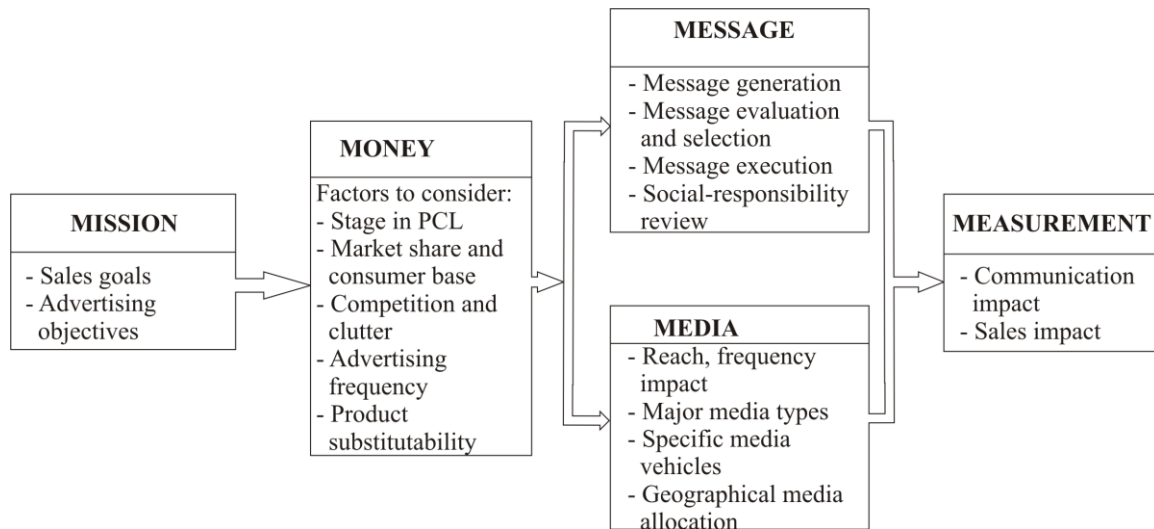 MISSION
- Sales goals
- Advertising
objectives
MONEY
Factors to consider:
- Stage in PCL
- Market share and
consumer base
- Competition and
clutter
- Advertising
frequency
- Product
substitutability
MESSAGE
- Message generation
- Message evaluation
and selection
- Message execution
- Social-responsibility
review
MEDIA
- Reach, frequency
impact
- Major media types
- Specific media
vehicles
- Geographical media
allocation
MEASUREMENT
- Communication
impact
- Sales impact